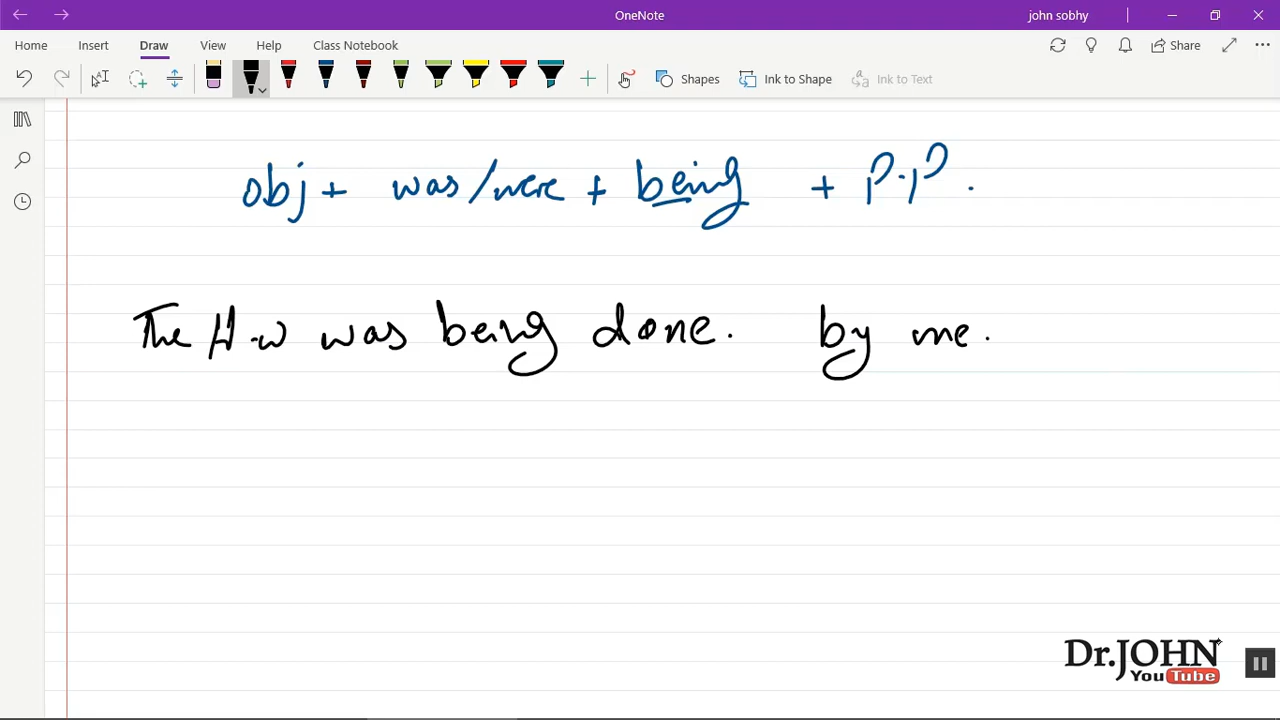 OneNote
john sobhy
Home Insert Draw View Help Class Notebook Share
Shapes Ink to Shape Ink to Text
obj + was/were + being + P.P.
The H.w was being done. by me.
Dr.JOHN
YouTube